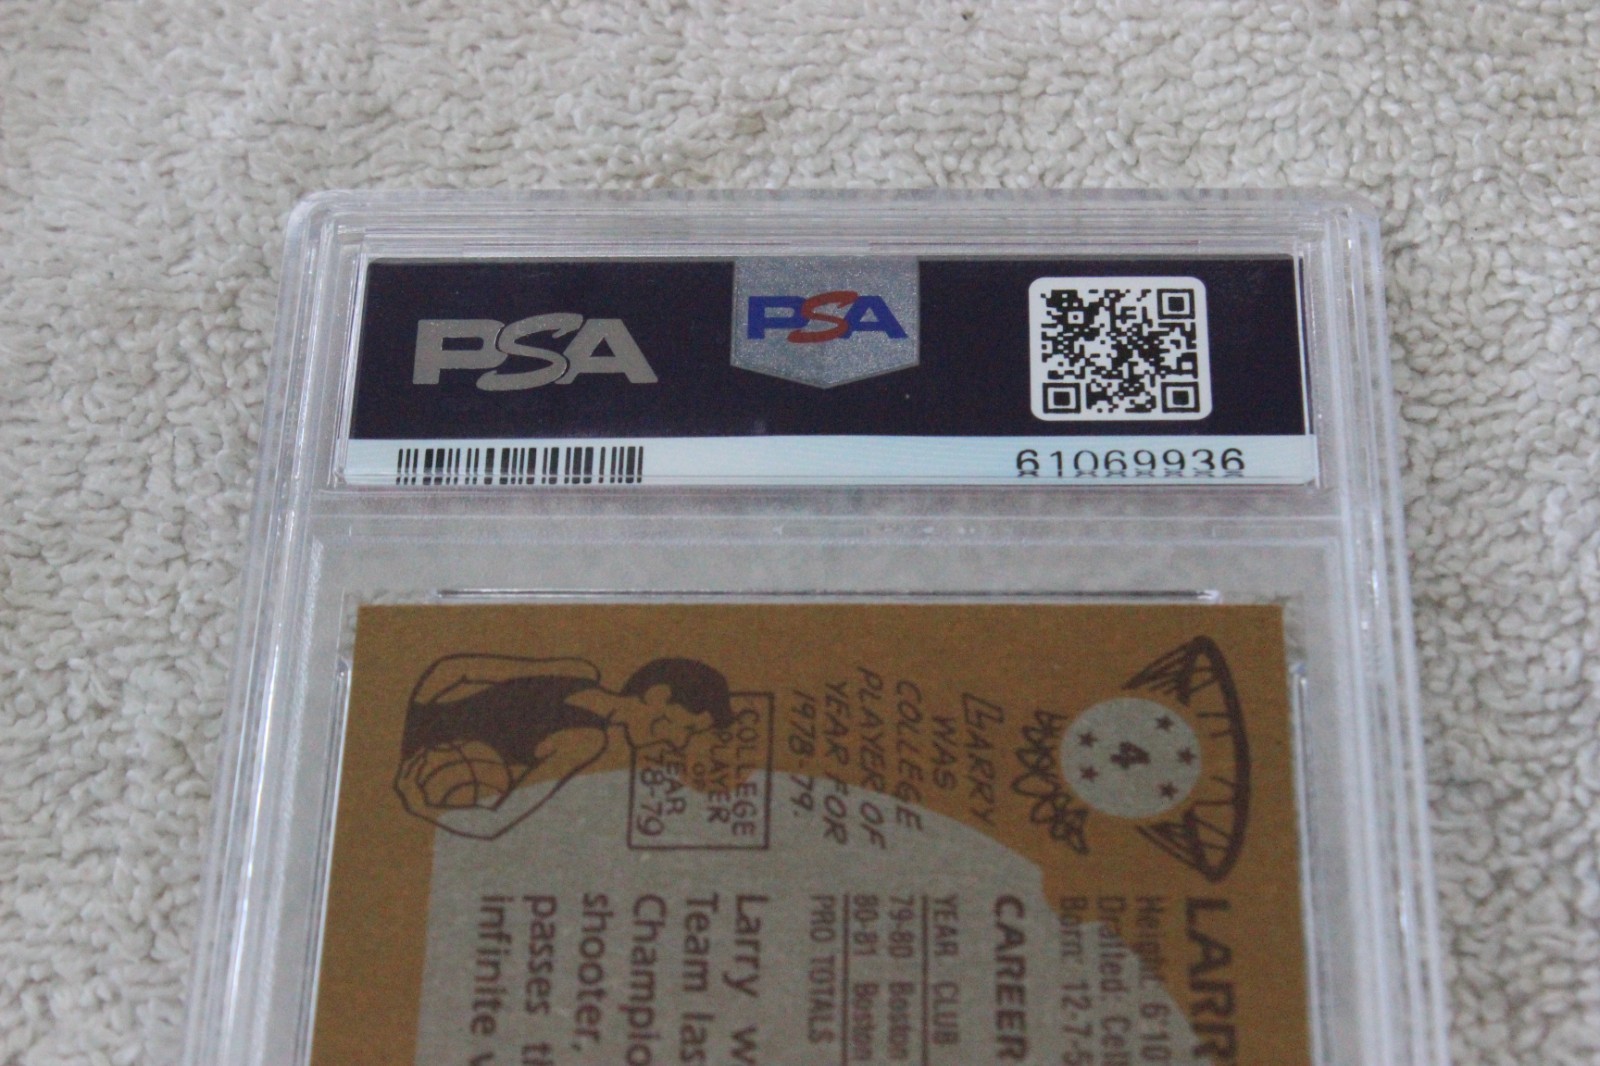 PSA
PSA
61069936
4
LARRY
WAS
COLLEGE
PLAYER OF
YEAR FOR
1978-79.
COLLEGE
PLAYER
OF
YEAR
78-79
LARR
Height: 6-10
Drafted: Cel
Born: 12-7-5
CAREER
YEAR CLUB
79-80 Boston
80-81 Boston
PRO TOTALS
Larry w
Team las
Champio
shooter,
passes th
infinite v